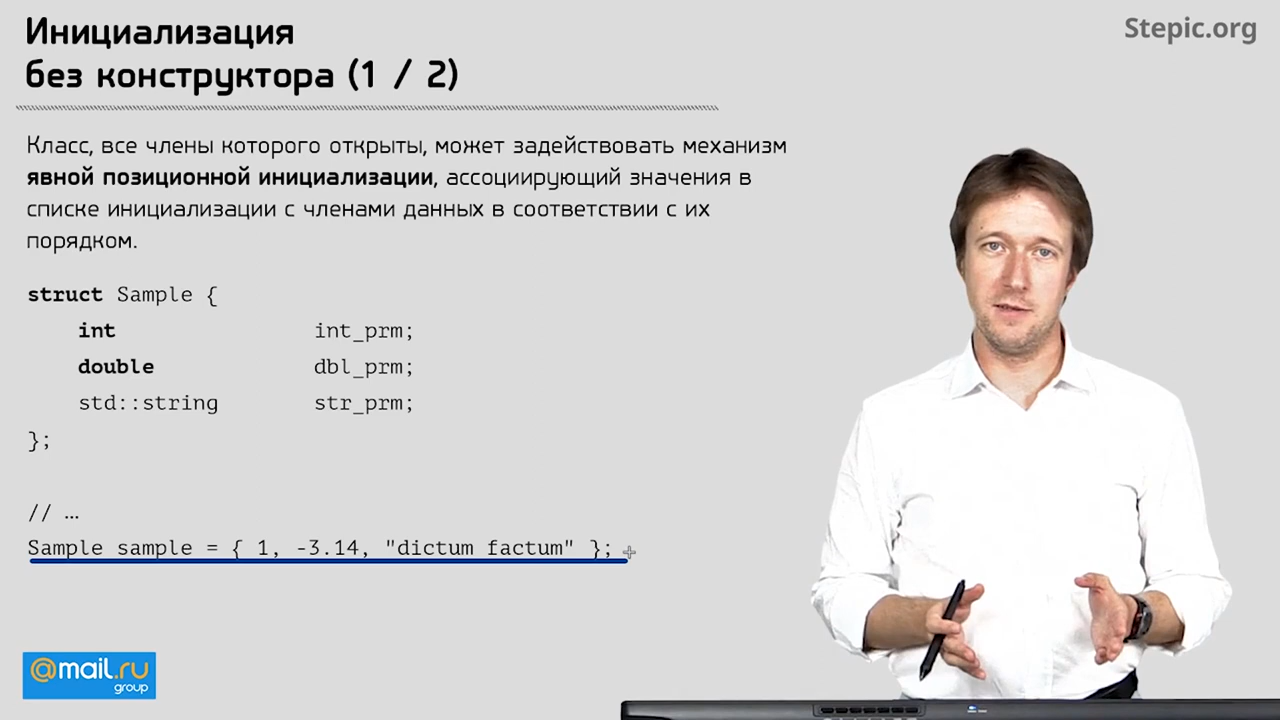 Инициализация
без конструктора (1 / 2)
Stepic.org
Класс, все члены которого открыты, может задействовать механизм
явной позиционной инициализации, ассоциирующий значения в
списке инициализации с членами данных в соответствии с их
порядком.
struct Sample {
int int_prm;
double dbl_prm;
std::string str_prm;
};
// …
Sample sample = { 1, -3.14, "dictum factum" };
@mail.ru
group